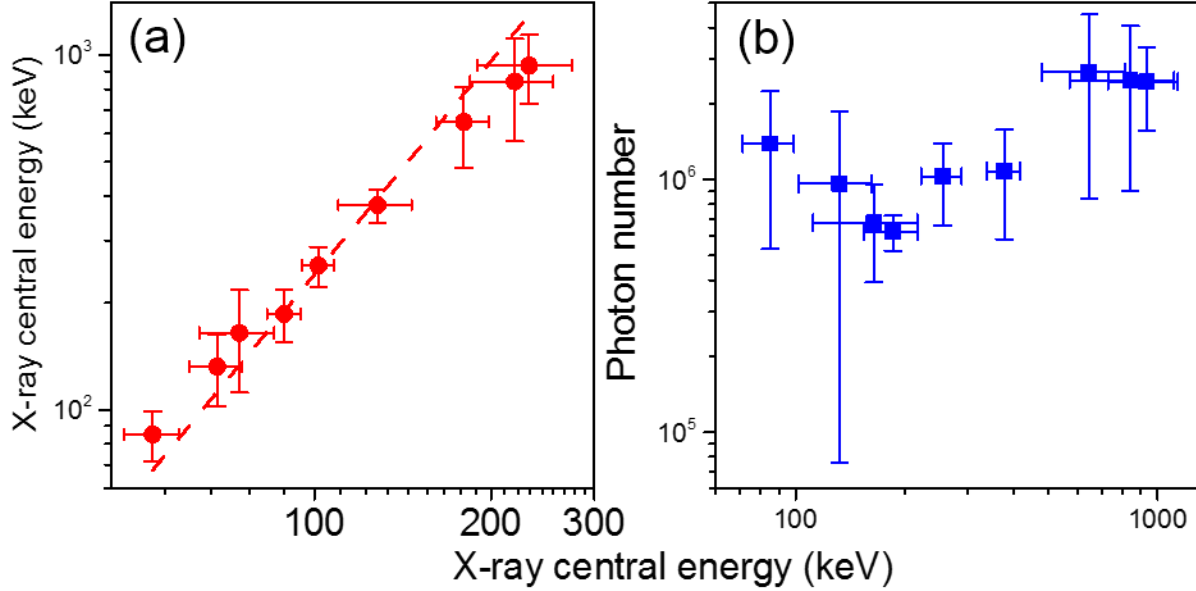 (a)
X-ray central energy (keV)
10³
10²
100
200
300
(b)
Photon number
10⁶
10⁵
100
1000
X-ray central energy (keV)